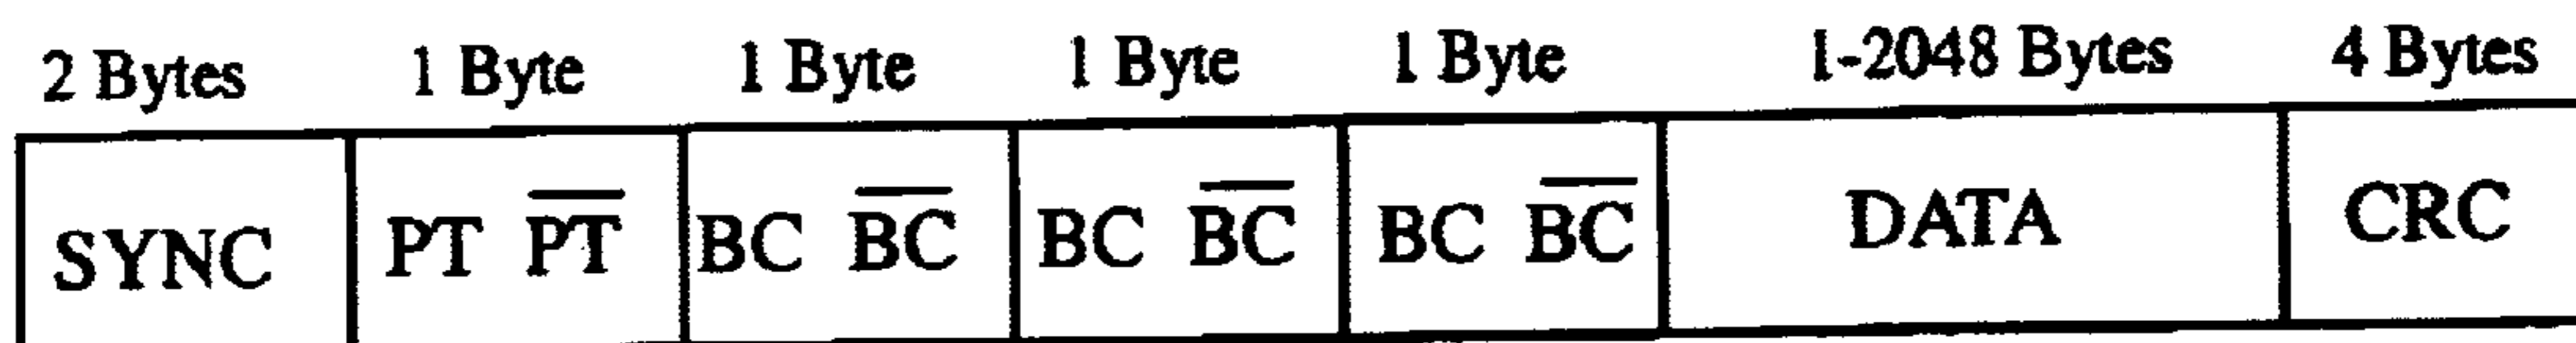 2 Bytes 1 Byte 1 Byte 1 Byte 1 Byte 1-2048 Bytes 4 Bytes
SYNC PT P̅T̅ BC B̅C̅ BC B̅C̅ BC B̅C̅ DATA CRC